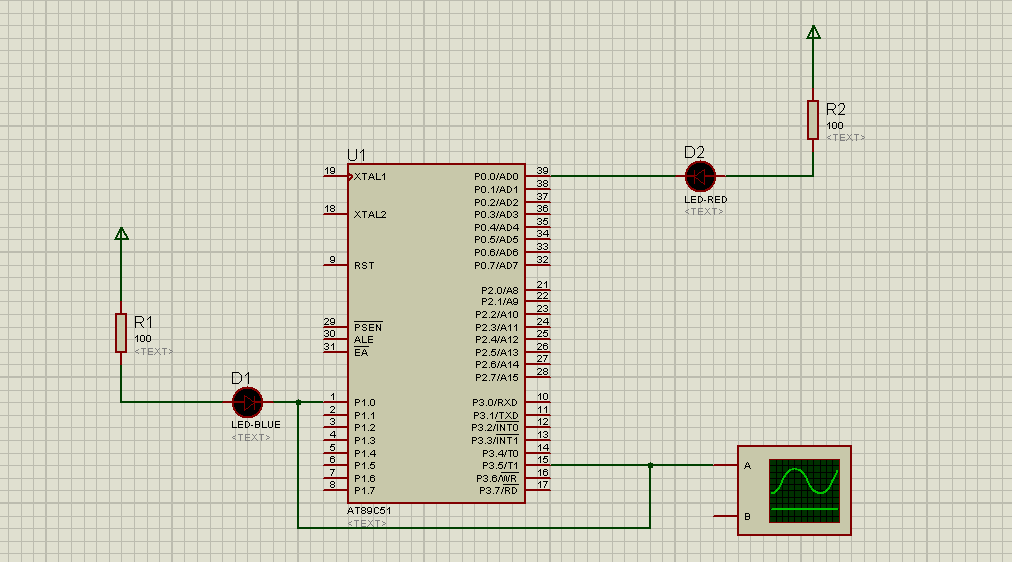 R2
100
<TEXT>
D2
LED-RED
<TEXT>
U1
19 XTAL1
18 XTAL2
9 RST
29 PSEN
30 ALE
31 EA
1 P1.0
2 P1.1
3 P1.2
4 P1.3
5 P1.4
6 P1.5
7 P1.6
8 P1.7
P0.0/AD0 39
P0.1/AD1 38
P0.2/AD2 37
P0.3/AD3 36
P0.4/AD4 35
P0.5/AD5 34
P0.6/AD6 33
P0.7/AD7 32
P2.0/A8 21
P2.1/A9 22
P2.2/A10 23
P2.3/A11 24
P2.4/A12 25
P2.5/A13 26
P2.6/A14 27
P2.7/A15 28
P3.0/RXD 10
P3.1/TXD 11
P3.2/INT0 12
P3.3/INT1 13
P3.4/T0 14
P3.5/T1 15
P3.6/WR 16
P3.7/RD 17
AT89C51
<TEXT>
R1
100
<TEXT>
D1
LED-BLUE
<TEXT>
A
B